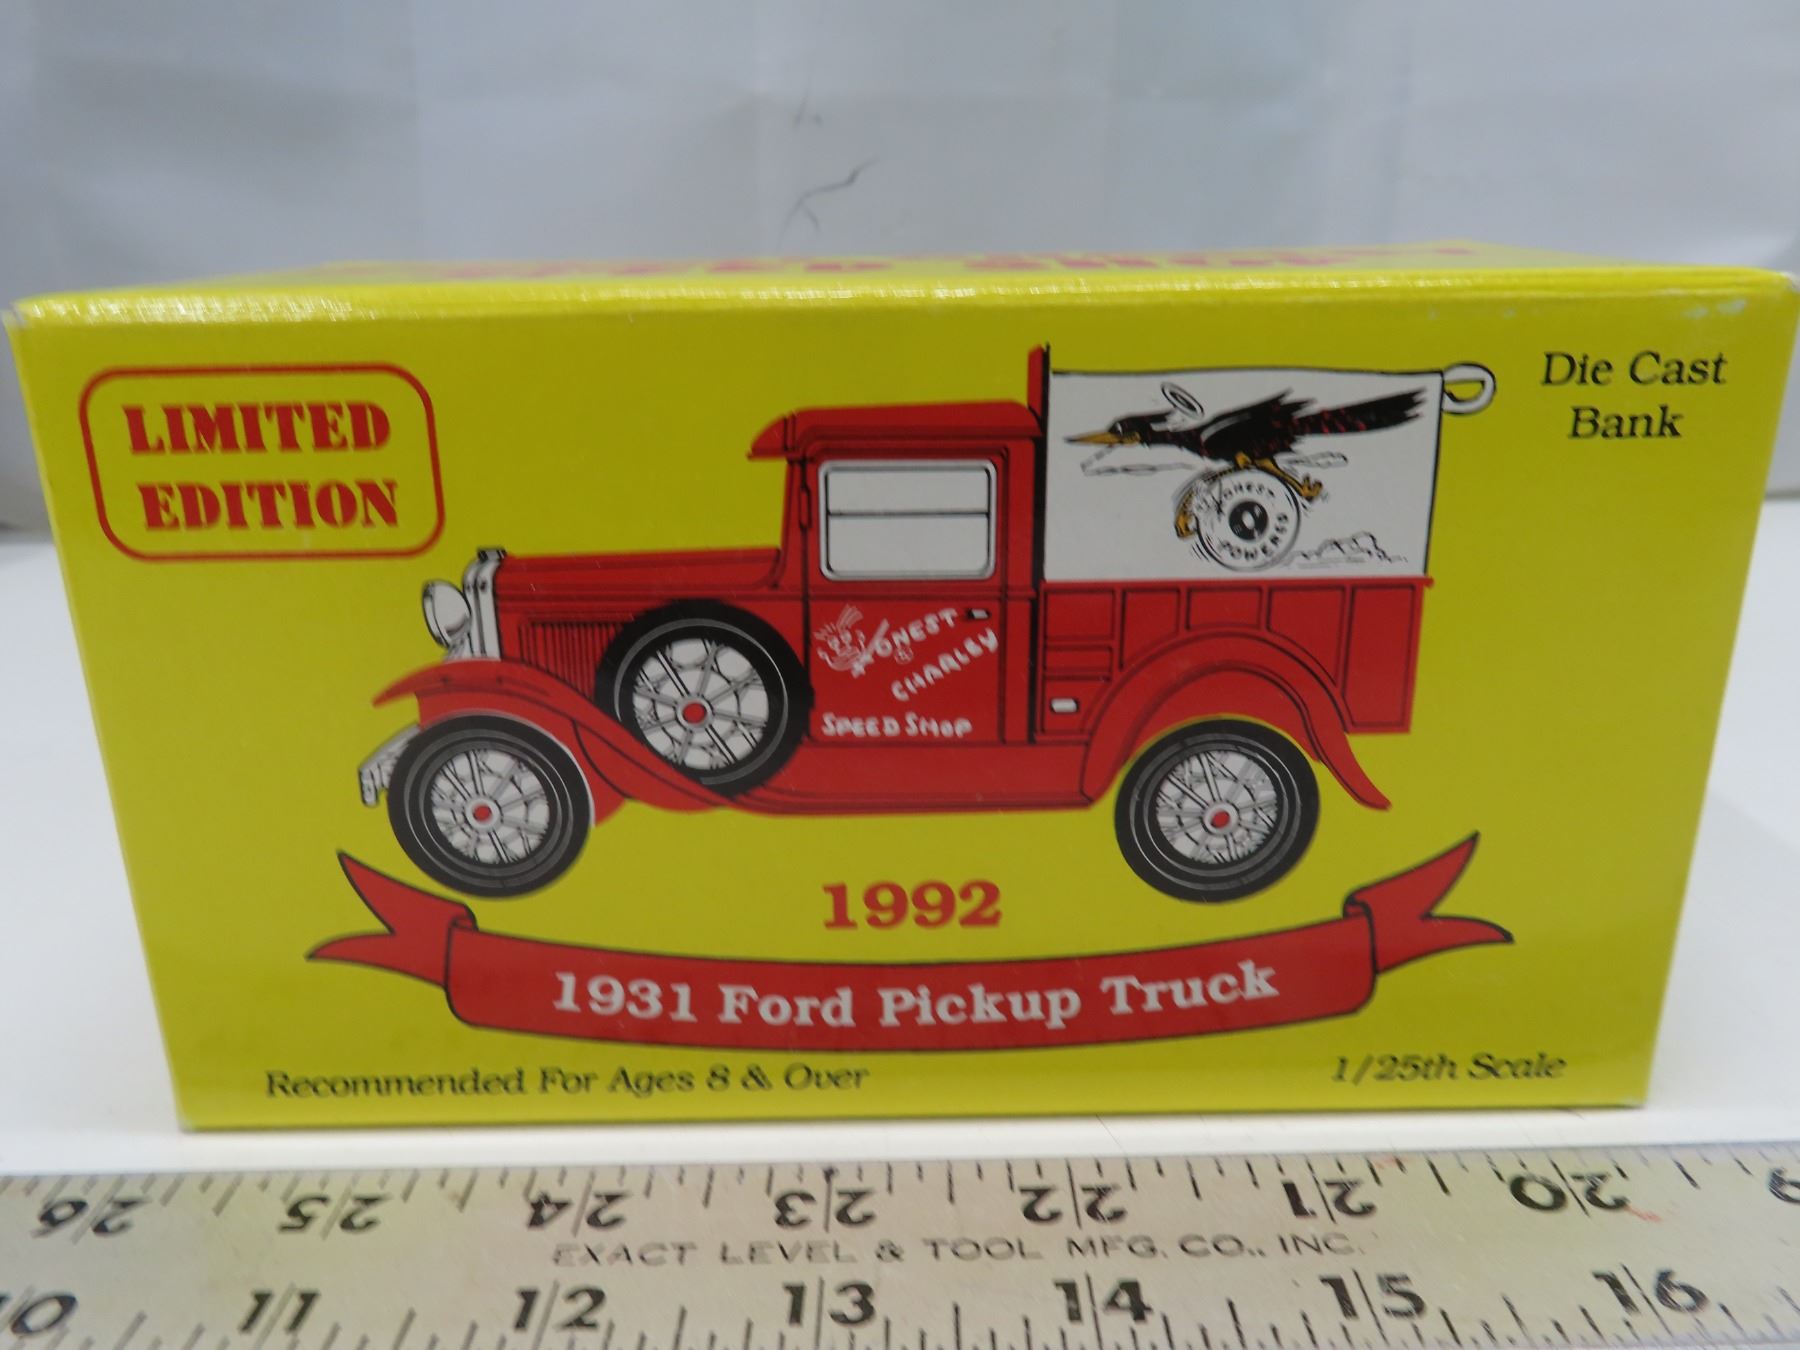 LIMITED
EDITION
Die Cast
Bank
HONEST
POWERED
HONEST
CHARLEY
SPEED SHOP
1992
1931 Ford Pickup Truck
Recommended For Ages 8 & Over
1/25th Scale
26 25 24 23 22 21 20
EXACT LEVEL & TOOL MFG. CO., INC.
11 12 13 14 15 16